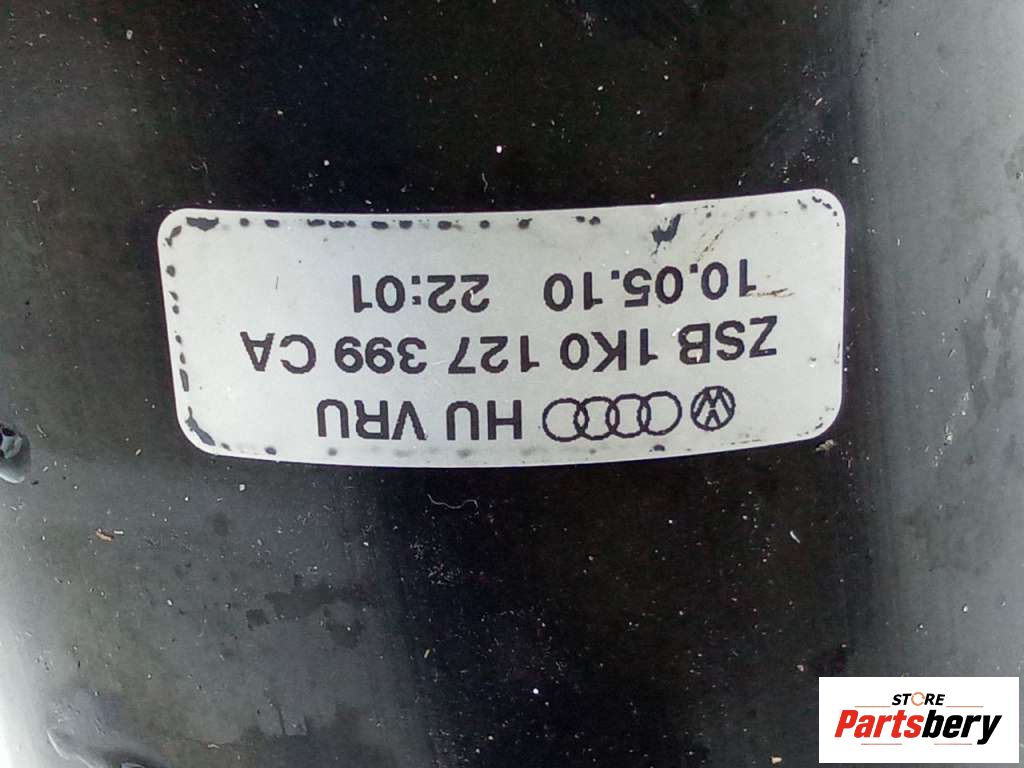 HU VRU
ZSB 1K0 127 399 CA
10.05.10 22:01
STORE
Partsbery